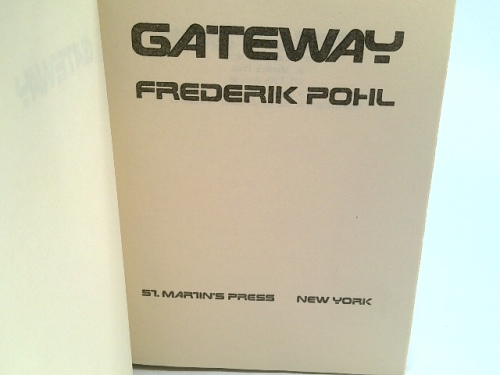 GATEWAY
FREDERIK POHL
ST. MARTIN'S PRESS NEW YORK